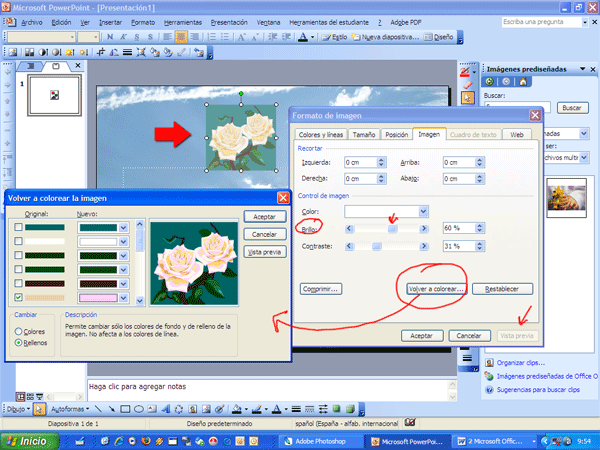 Microsoft PowerPoint - [Presentación1]
Archivo Edición Ver Insertar Formato Herramientas Presentación Ventana Herramientas del estudiante ? Adobe PDF
Escriba una pregunta
N K S S
Estilo Nueva diapositiva... Diseño
1
Imágenes prediseñadas
Buscar:
Buscar
Formato de imagen
Colores y líneas Tamaño Posición Imagen Cuadro de texto Web
Recortar
Izquierda: 0 cm Arriba: 0 cm
Derecha: 0 cm Abajo: 0 cm
Control de imagen
Color:
Brillo: 60 %
Contraste: 31 %
Comprimir... Volver a colorear... Restablecer
Aceptar Cancelar Vista previa
Volver a colorear la imagen
Original: Nuevo:
Aceptar
Cancelar
Vista previa
Cambiar
Colores
Rellenos
Descripción
Permite cambiar sólo los colores de fondo y de relleno de la
imagen. No afecta a los colores de línea.
Organizar clips...
Imágenes prediseñadas de Office O
Sugerencias para buscar clips
Haga clic para agregar notas
Dibujo Autoformas
Diapositiva 1 de 1 Diseño predeterminado spañol (España - alfab. internacional
Inicio Adobe Photoshop Microsoft PowerPoi... 2 Microsoft Offic... 9:54